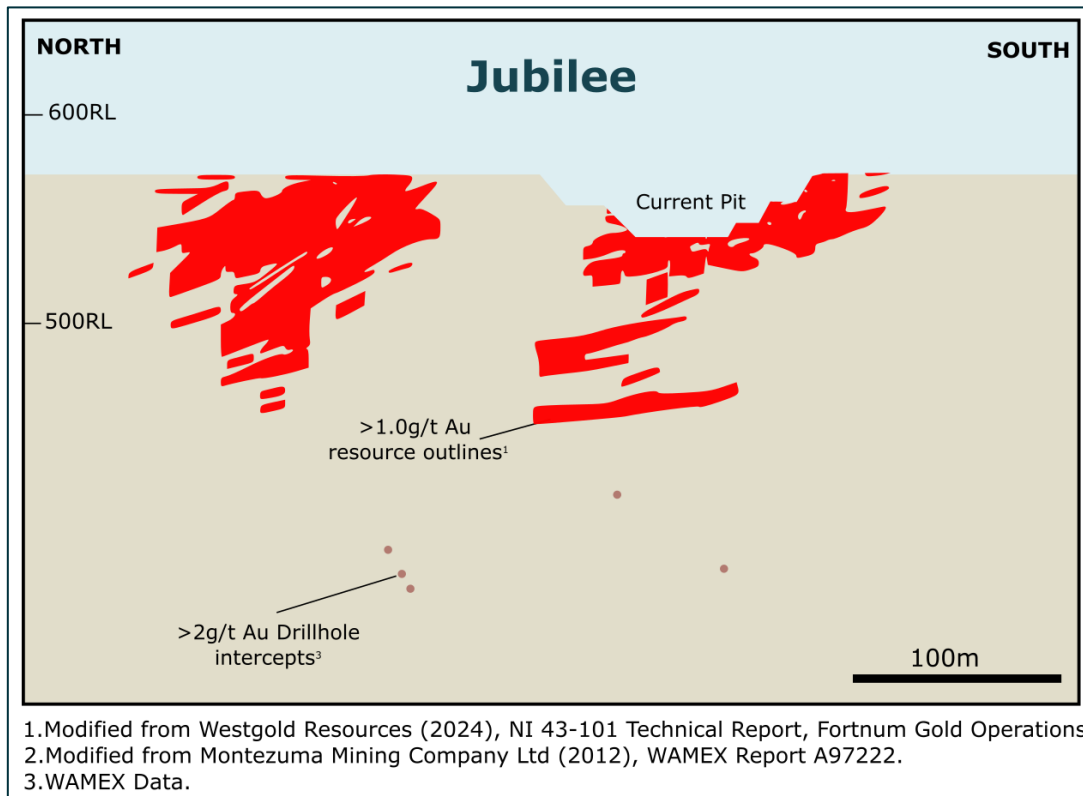 NORTH
SOUTH
Jubilee
600RL
Current Pit
500RL
>1.0g/t Au
resource outlines¹
>2g/t Au Drillhole
intercepts³
100m
1.Modified from Westgold Resources (2024), NI 43-101 Technical Report, Fortnum Gold Operations
2.Modified from Montezuma Mining Company Ltd (2012), WAMEX Report A97222.
3.WAMEX Data.